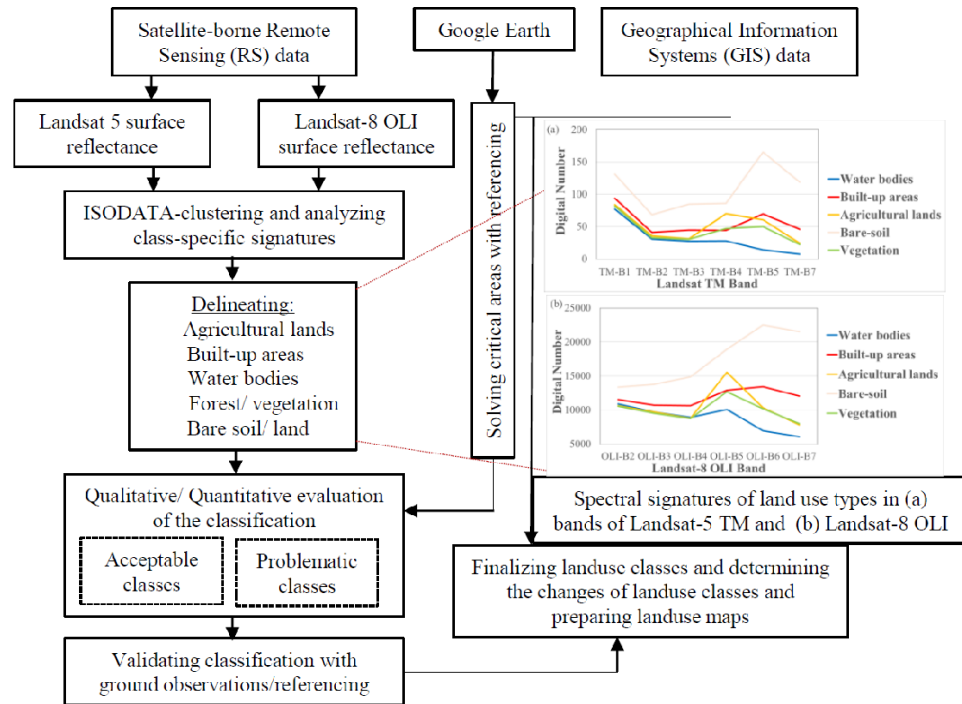 Satellite-borne Remote
Sensing (RS) data
Google Earth
Geographical Information
Systems (GIS) data
Landsat 5 surface
reflectance
Landsat-8 OLI
surface reflectance
ISODATA-clustering and analyzing
class-specific signatures
Delineating:
Agricultural lands
Built-up areas
Water bodies
Forest/ vegetation
Bare soil/ land
Solving critical areas with referencing
(a)
Digital Number
200
150
100
50
0
TM-B1 TM-B2 TM-B3 TM-B4 TM-B5 TM-B7
Landsat TM Band
Water bodies
Built-up areas
Agricultural lands
Bare-soil
Vegetation
(b)
Digital Number
25000
20000
15000
10000
5000
OLI-B2 OLI-B3 OLI-B4 OLI-B5 OLI-B6 OLI-B7
Landsat-8 OLI Band
Water bodies
Built-up areas
Agricultural lands
Bare-soil
Vegetation
Spectral signatures of land use types in (a)
bands of Landsat-5 TM and (b) Landsat-8 OLI
Qualitative/ Quantitative evaluation
of the classification
Acceptable
classes
Problematic
classes
Finalizing landuse classes and determining
the changes of landuse classes and
preparing landuse maps
Validating classification with
ground observations/referencing